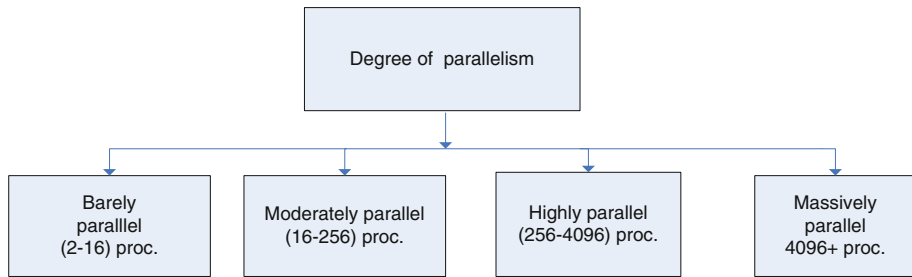 Degree of parallelism
Barely
paralllel
(2-16) proc.
Moderately parallel
(16-256) proc.
Highly parallel
(256-4096) proc.
Massively
parallel
4096+ proc.